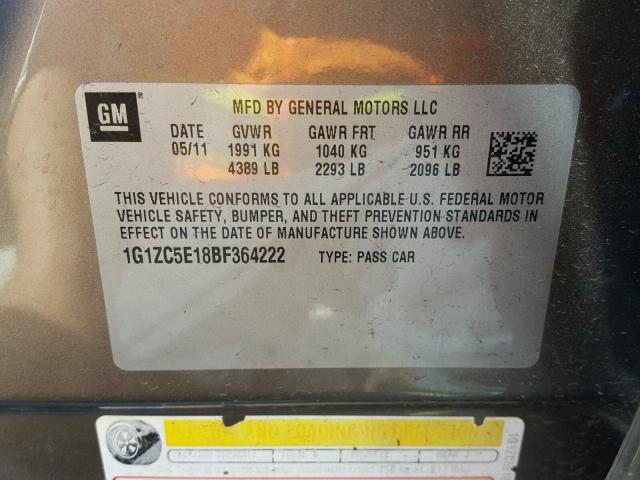 GM
MFD BY GENERAL MOTORS LLC
DATE GVWR GAWR FRT GAWR RR
05/11 1991 KG 1040 KG 951 KG
4389 LB 2293 LB 2096 LB
THIS VEHICLE CONFORMS TO ALL APPLICABLE U.S. FEDERAL MOTOR
VEHICLE SAFETY, BUMPER, AND THEFT PREVENTION STANDARDS IN
EFFECT ON THE DATE OF MANUFACTURE SHOWN ABOVE.
1G1ZC5E18BF364222 TYPE: PASS CAR